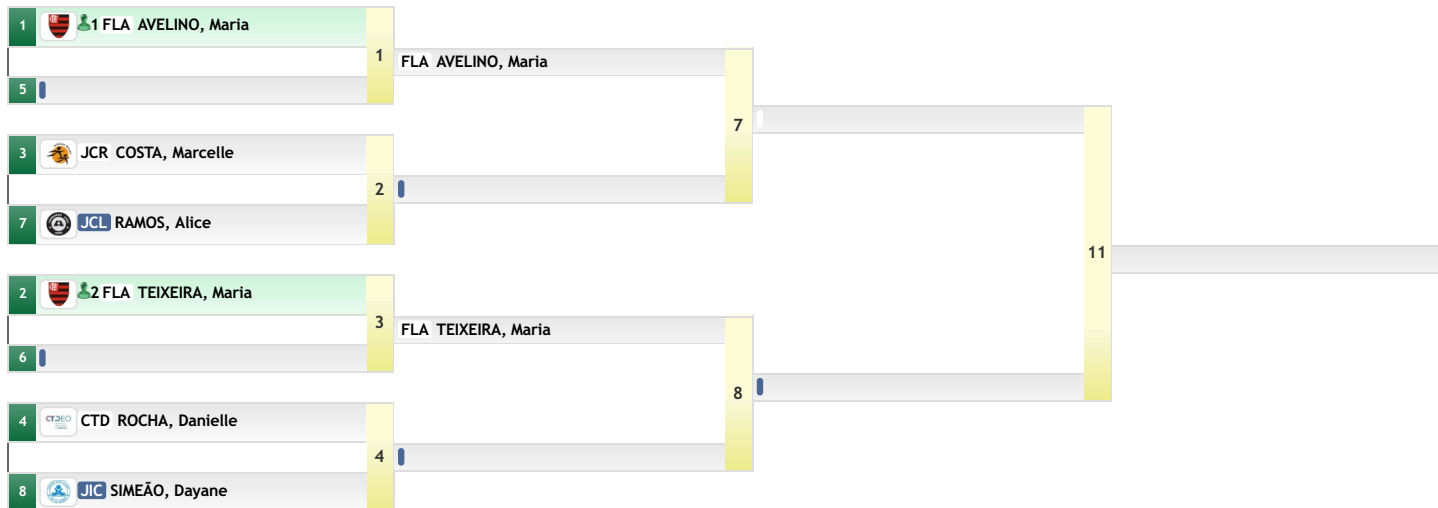 1 1 FLA AVELINO, Maria
1
FLA AVELINO, Maria
5
7
3 JCR COSTA, Marcelle
2
7 JCL RAMOS, Alice
11
2 2 FLA TEIXEIRA, Maria
3
FLA TEIXEIRA, Maria
6
8
4 CTDEO CTD ROCHA, Danielle
4
8 JIC SIMEÃO, Dayane